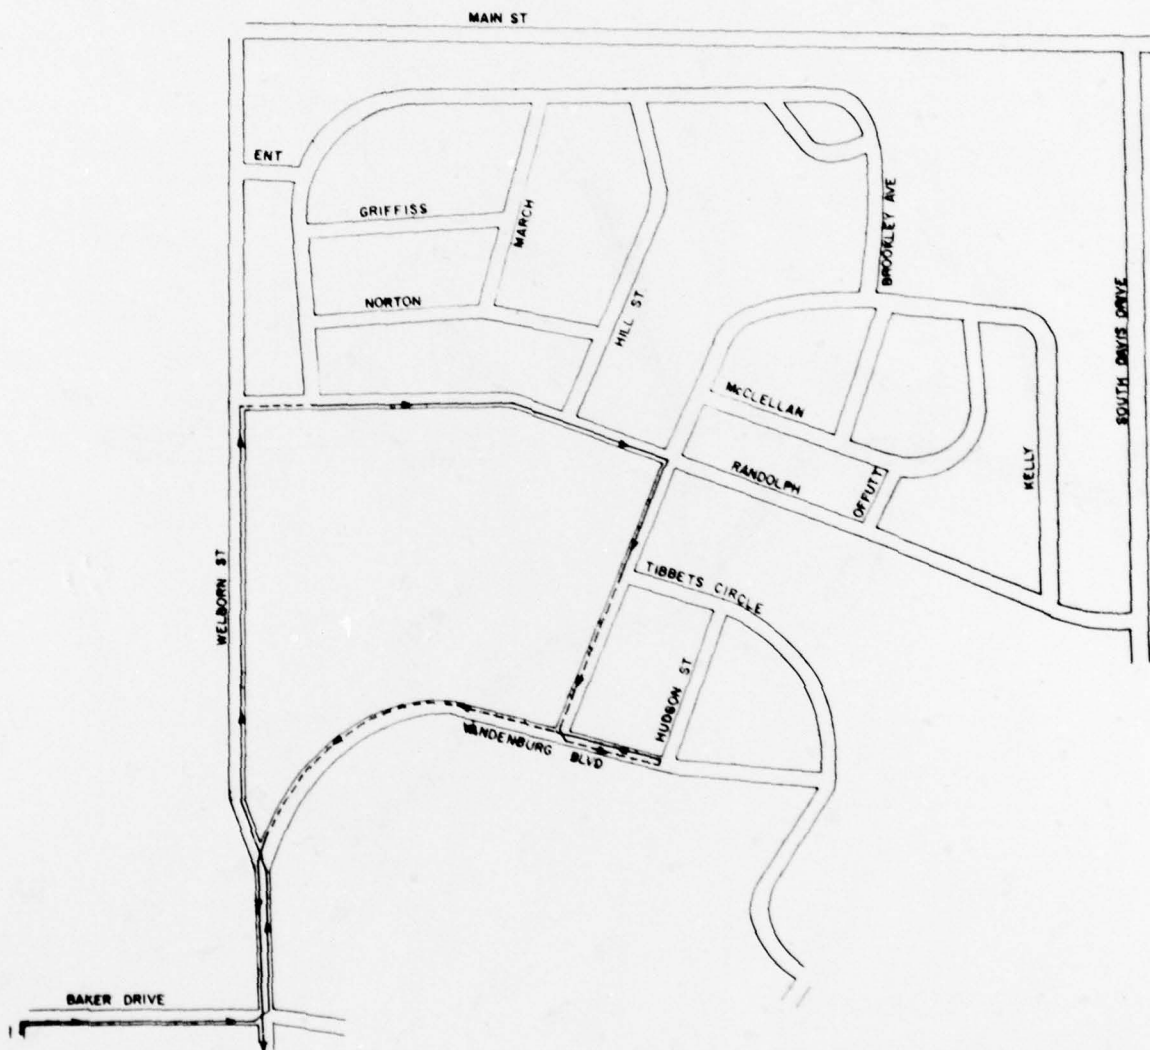 MAIN ST
ENT
GRIFFISS
MARCH
BROOKLEY AVE
NORTON
HILL ST.
SOUTH DAVIS DRIVE
McCLELLAN
RANDOLPH
OFFUTT
KELLY
WELBORN ST
TIBBETS CIRCLE
HUDSON ST
VANDENBURG BLVD
BAKER DRIVE